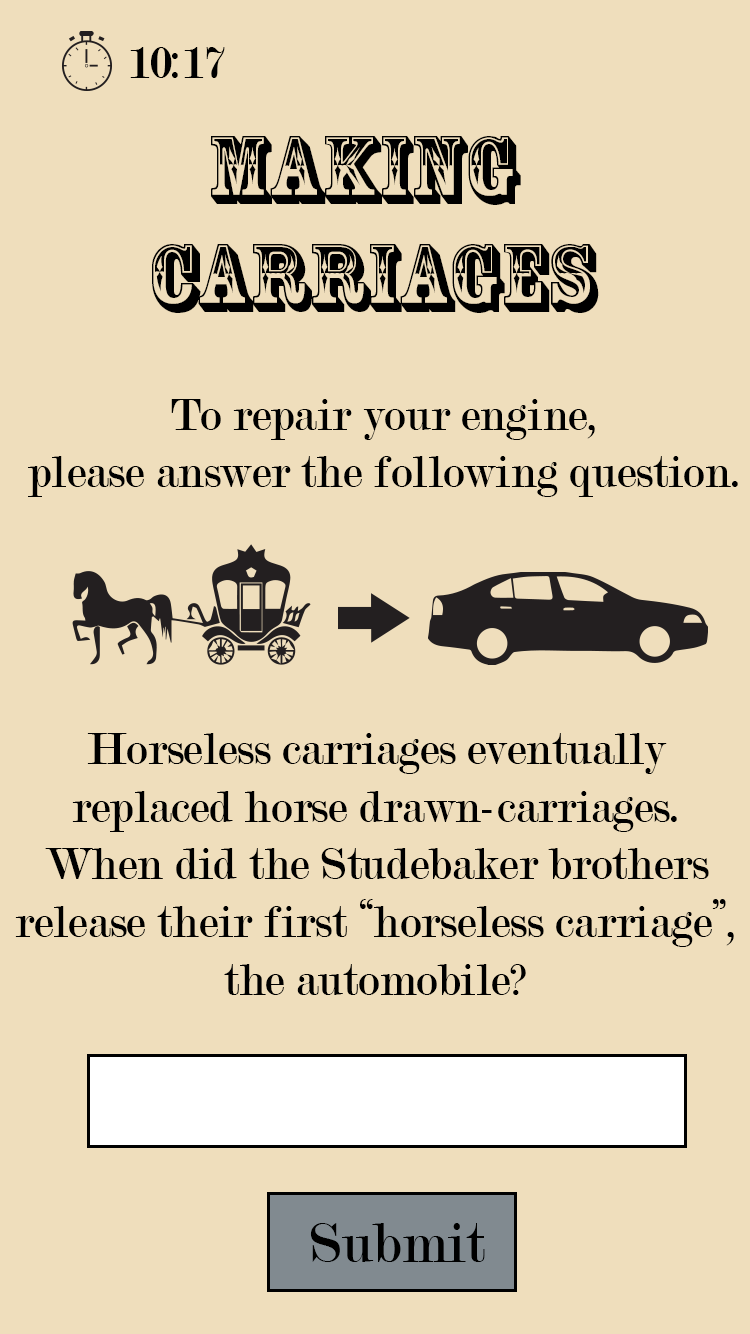 10:17
MAKING
CARRIAGES
To repair your engine,
please answer the following question.
Horseless carriages eventually
replaced horse drawn-carriages.
When did the Studebaker brothers
release their first “horseless carriage”,
the automobile?
Submit